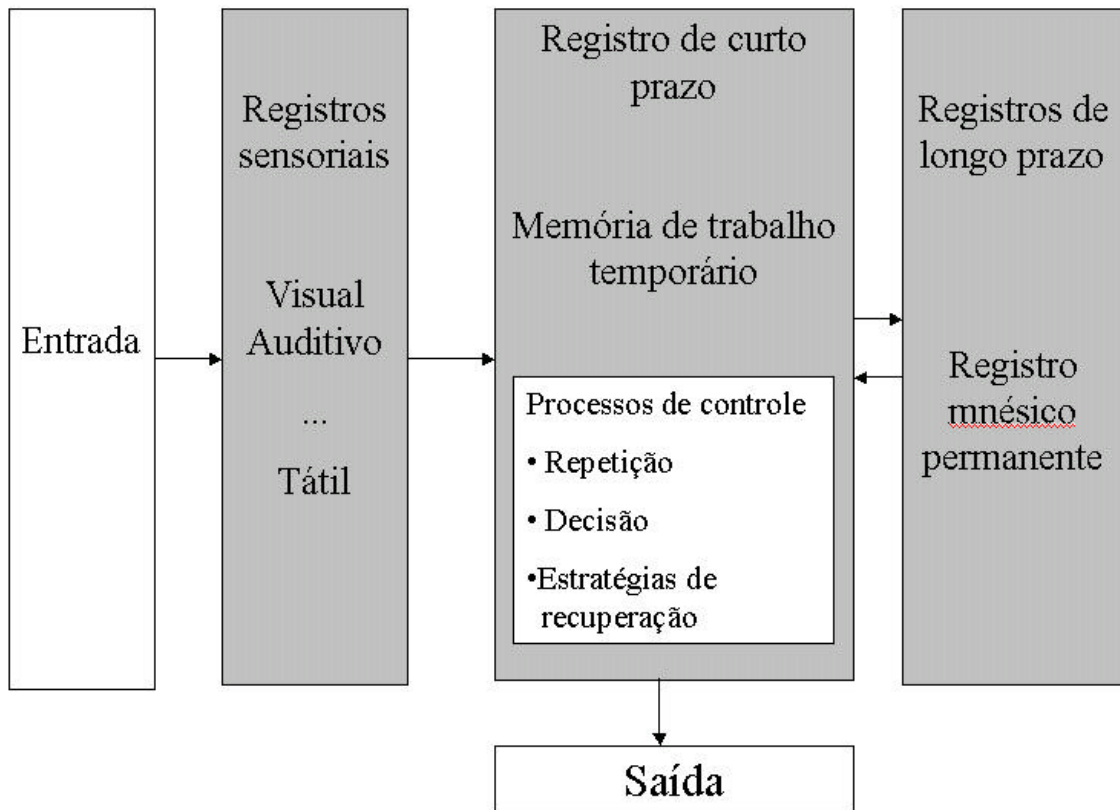 Entrada
Registros
sensoriais
Visual
Auditivo
...
Tátil
Registro de curto
prazo
Memória de trabalho
temporário
Processos de controle
• Repetição
• Decisão
•Estratégias de
recuperação
Registros de
longo prazo
Registro
mnésico
permanente
Saída